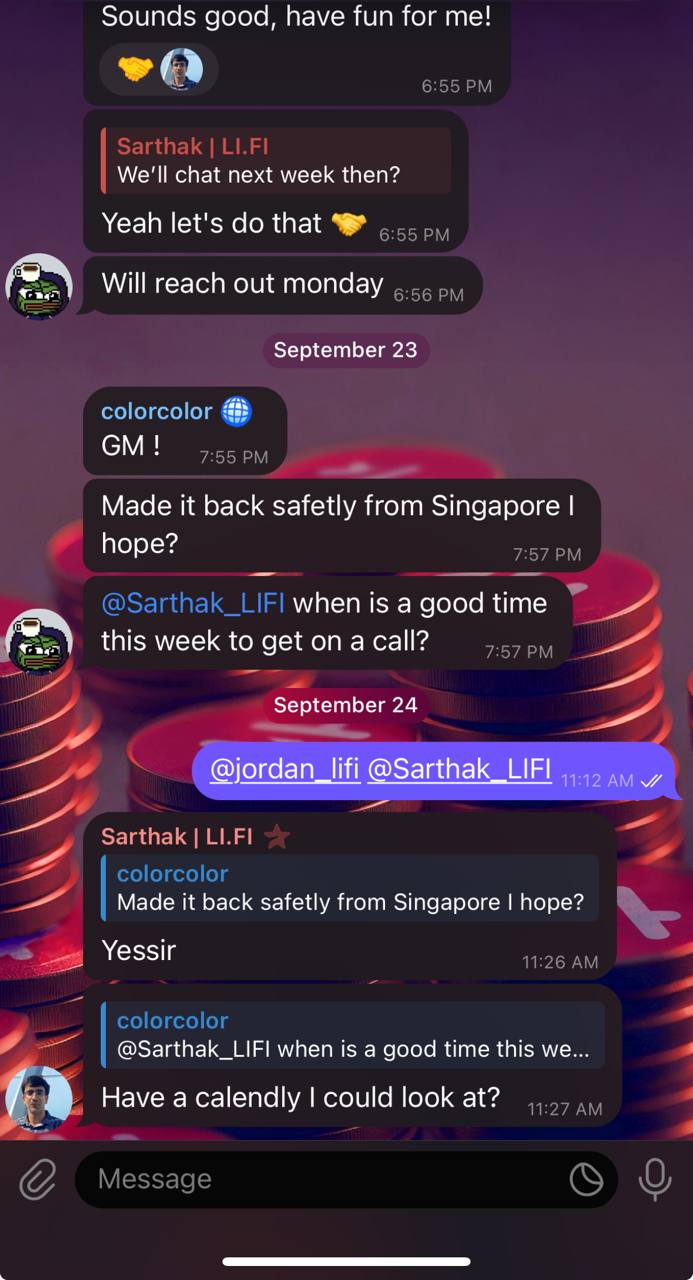 Sounds good, have fun for me!
6:55 PM
Sarthak | LI.FI
We’ll chat next week then?
Yeah let's do that 🤝 6:55 PM
Will reach out monday 6:56 PM
September 23
colorcolor 🌐
GM ! 7:55 PM
Made it back safetly from Singapore I
hope? 7:57 PM
@Sarthak_LIFI when is a good time
this week to get on a call? 7:57 PM
September 24
@jordan_lifi @Sarthak_LIFI 11:12 AM
Sarthak | LI.FI
colorcolor
Made it back safetly from Singapore I hope?
Yessir
11:26 AM
colorcolor
@Sarthak_LIFI when is a good time this we...
Have a calendly I could look at? 11:27 AM
Message